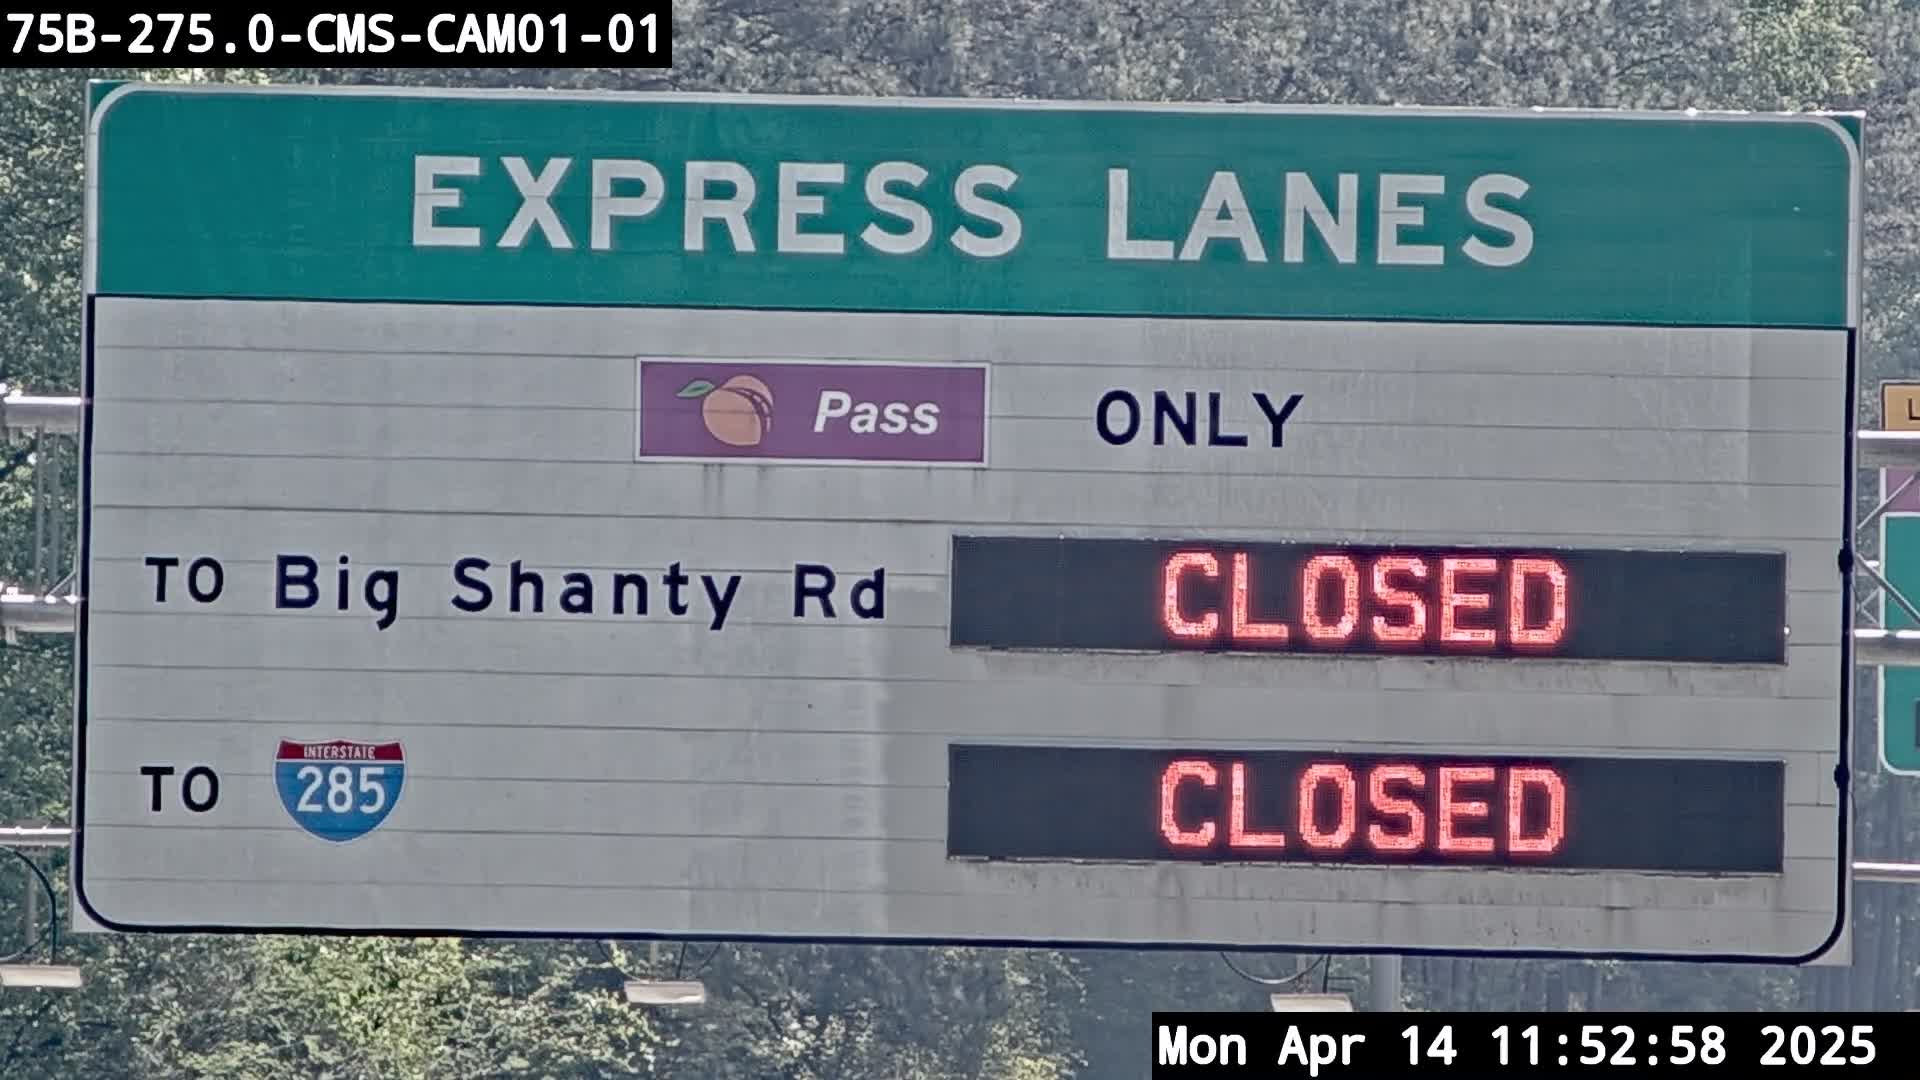 75B-275.0-CMS-CAM01-01
EXPRESS LANES
Pass ONLY
TO Big Shanty Rd CLOSED
TO INTERSTATE 285 CLOSED
Mon Apr 14 11:52:58 2025